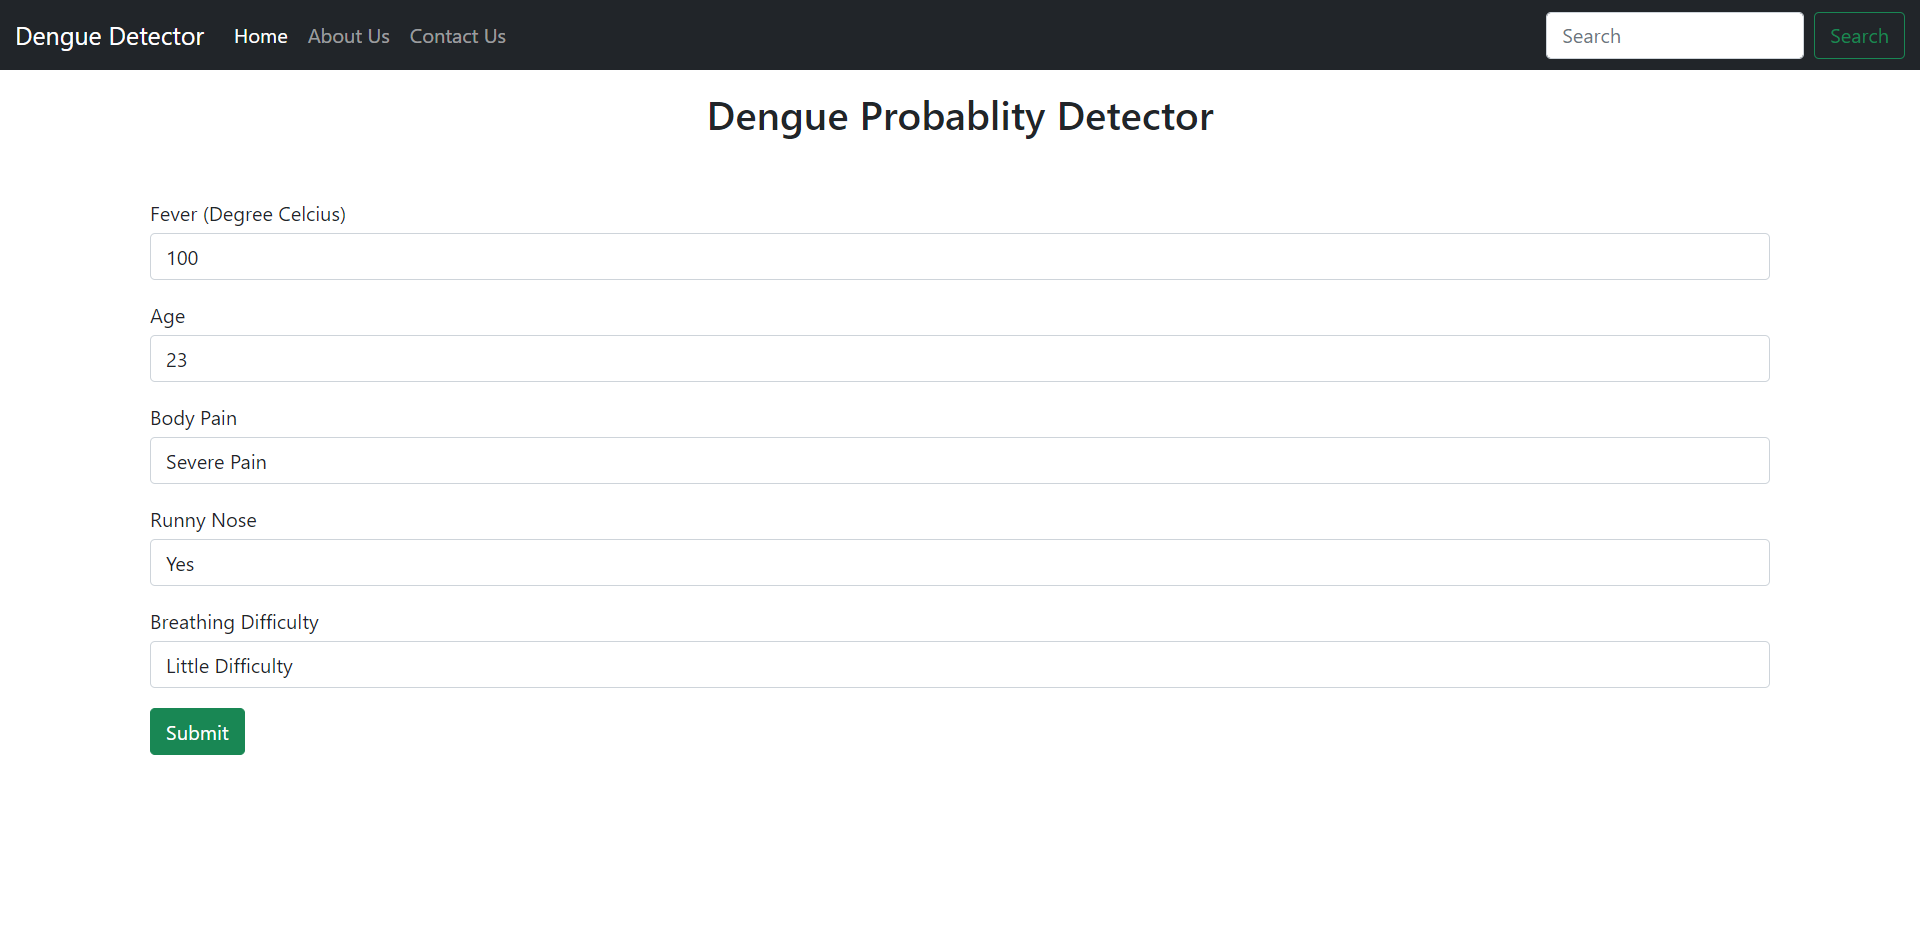 Dengue Detector Home About Us Contact Us Search Search
Dengue Probablity Detector
Fever (Degree Celcius)
100
Age
23
Body Pain
Severe Pain
Runny Nose
Yes
Breathing Difficulty
Little Difficulty
Submit